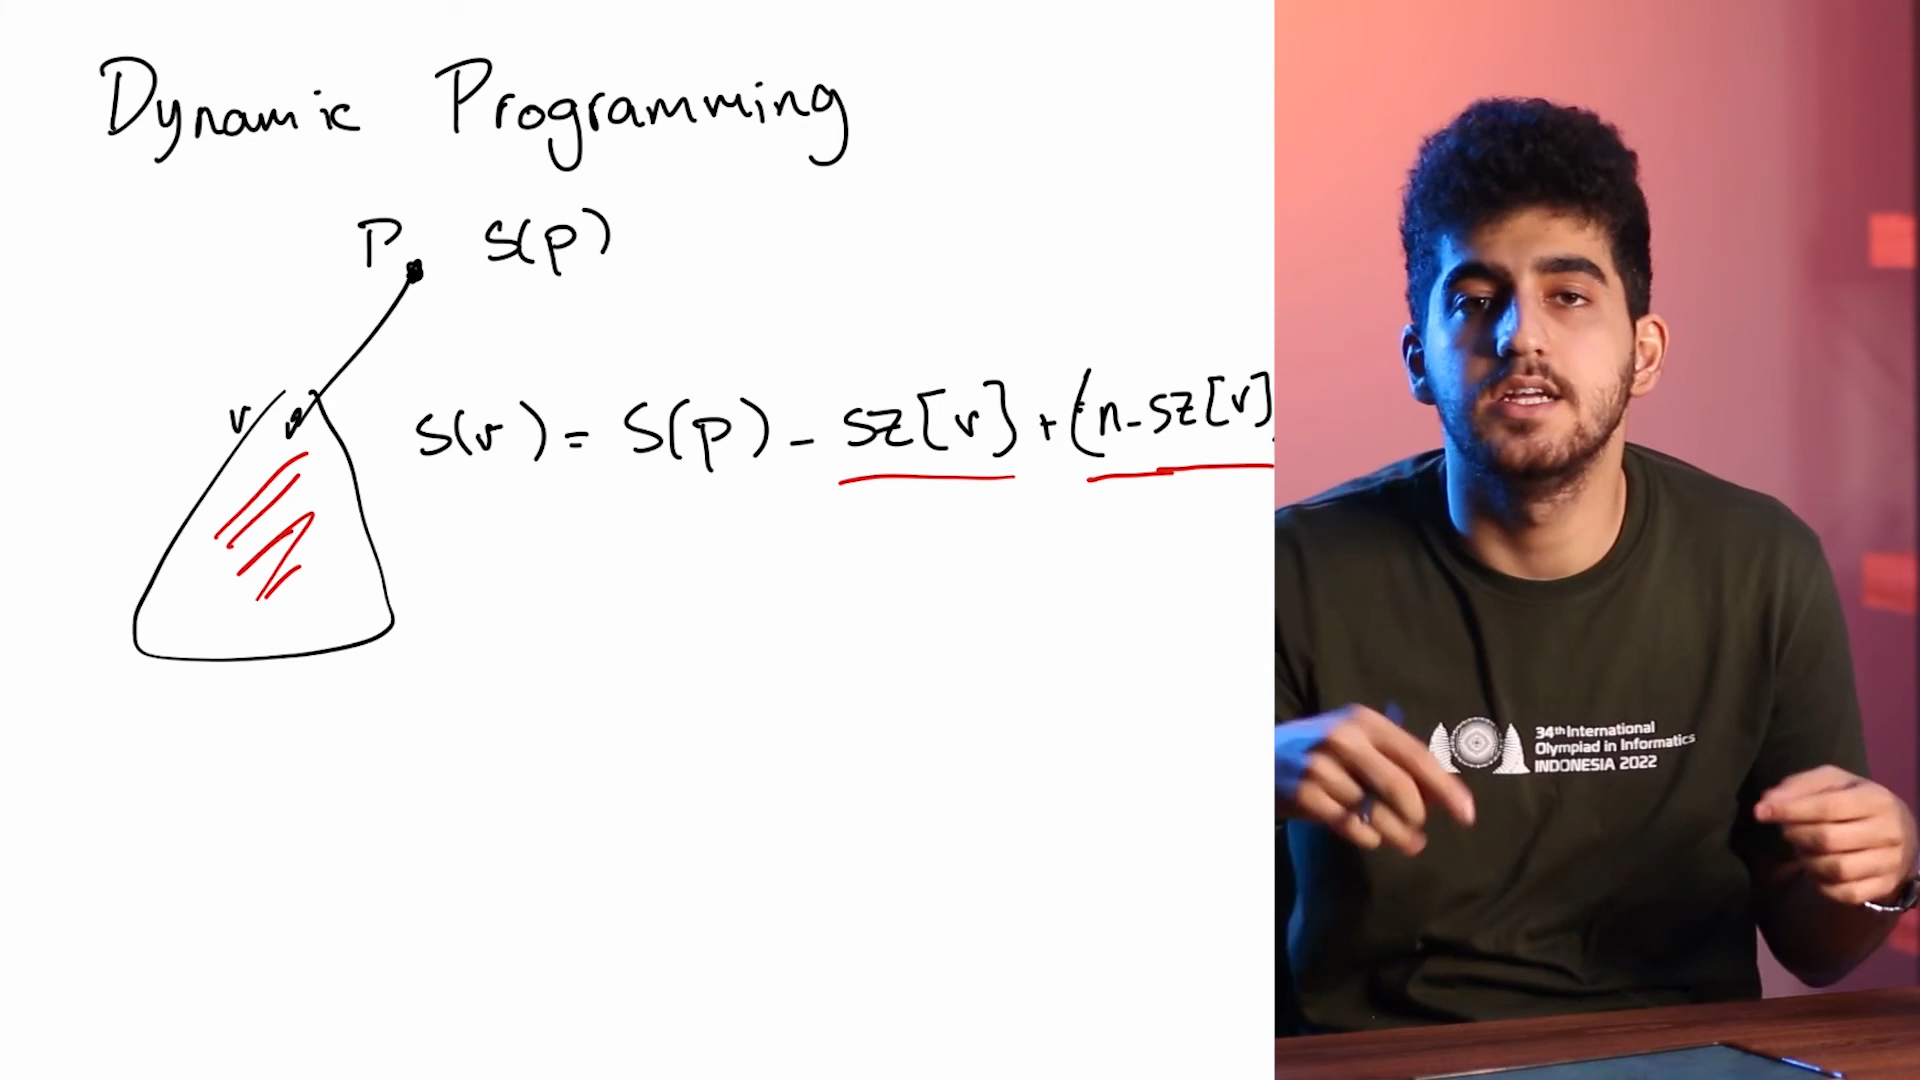 Dynamic Programming
P S(p)
v S(v) = S(p) - sz[v] + (n-sz[v]
34th International
Olympiad in Informatics
INDONESIA 2022